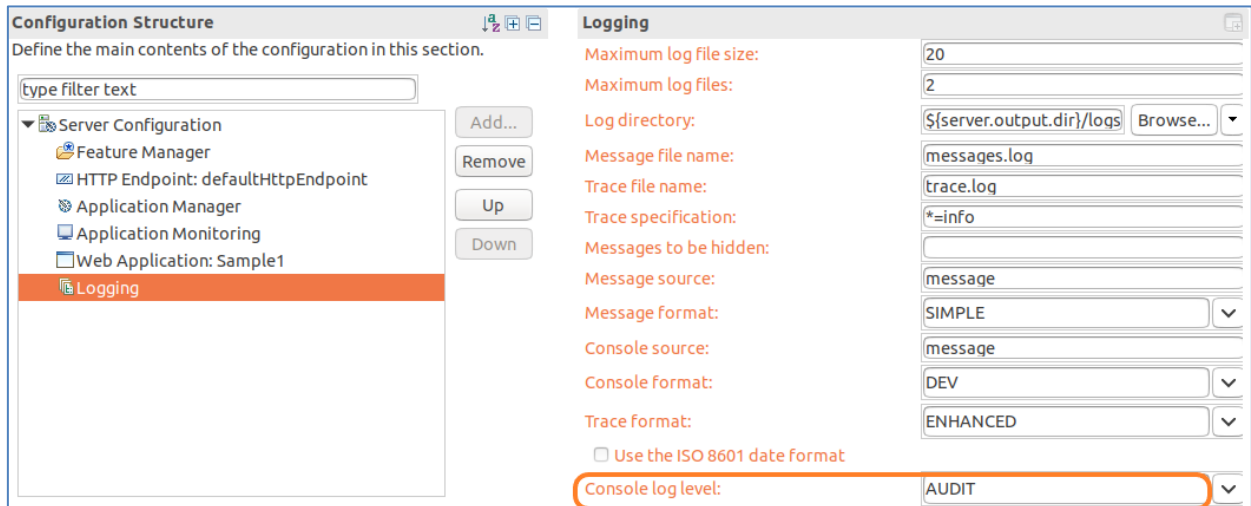 Configuration Structure
Define the main contents of the configuration in this section.
type filter text
Server Configuration
Feature Manager
HTTP Endpoint: defaultHttpEndpoint
Application Manager
Application Monitoring
Web Application: Sample1
Logging
Add...
Remove
Up
Down
Logging
Maximum log file size: 20
Maximum log files: 2
Log directory: ${server.output.dir}/logs Browse...
Message file name: messages.log
Trace file name: trace.log
Trace specification: *=info
Messages to be hidden:
Message source: message
Message format: SIMPLE
Console source: message
Console format: DEV
Trace format: ENHANCED
Use the ISO 8601 date format
Console log level: AUDIT